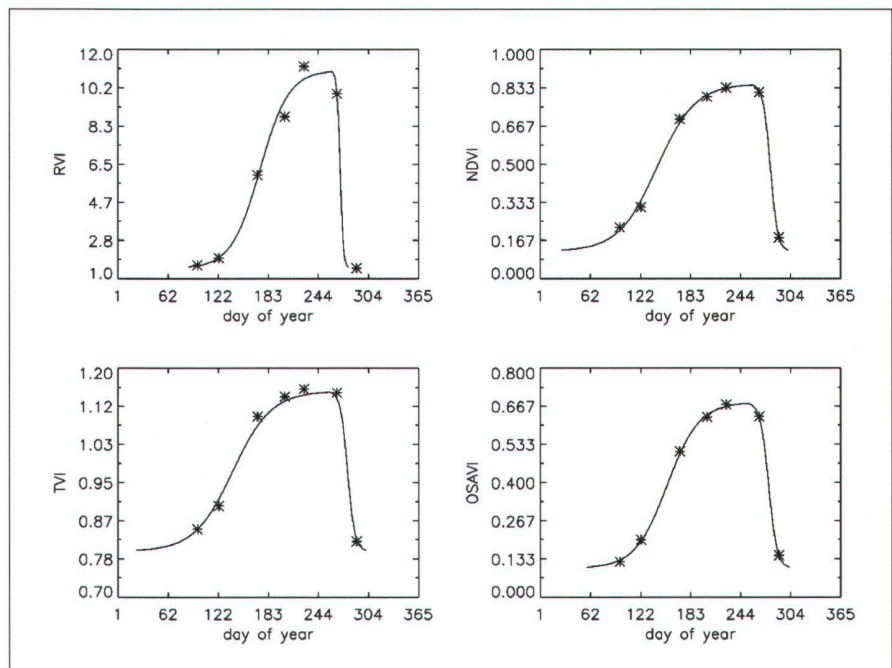 12.0
10.2
8.3
6.5
4.7
2.8
1.0
RVI
1 62 122 183 244 304 365
day of year
1.000
0.833
0.667
0.500
0.333
0.167
0.000
NDVI
1 62 122 183 244 304 365
day of year
1.20
1.12
1.03
0.95
0.87
0.78
0.70
TVI
1 62 122 183 244 304 365
day of year
0.800
0.667
0.533
0.400
0.267
0.133
0.000
OSAVI
1 62 122 183 244 304 365
day of year